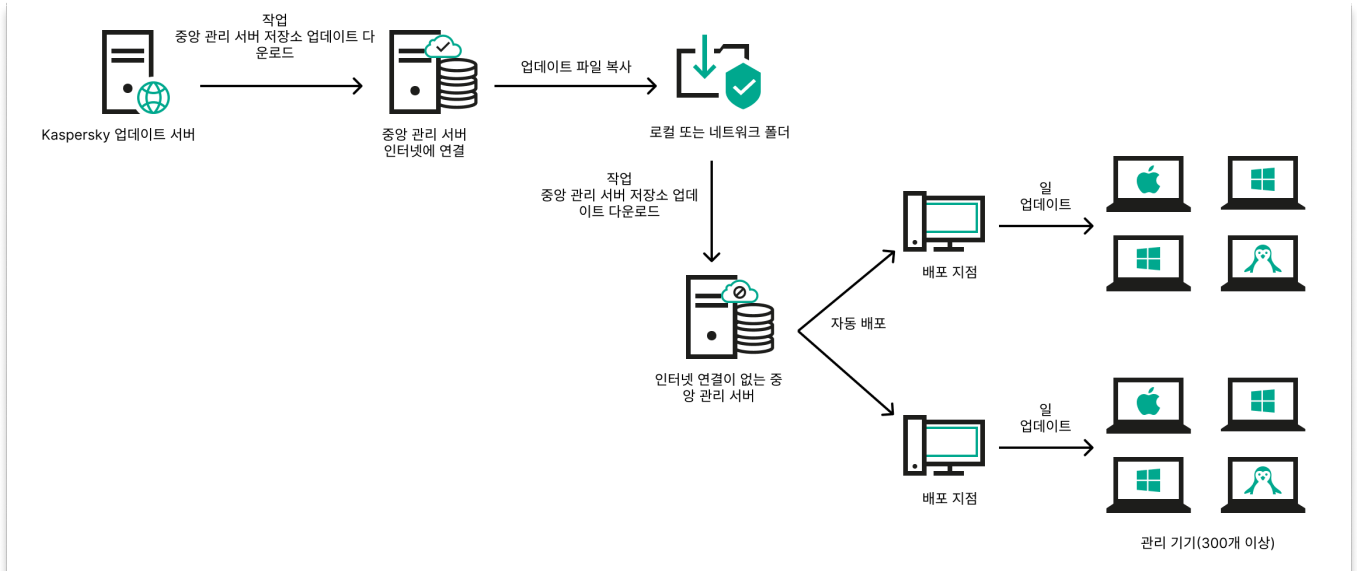 작업
중앙 관리 서버 저장소 업데이트 다
운로드
Kaspersky 업데이트 서버
중앙 관리 서버
인터넷에 연결
업데이트 파일 복사
로컬 또는 네트워크 폴더
작업
중앙 관리 서버 저장소 업데
이트 다운로드
인터넷 연결이 없는 중
앙 관리 서버
자동 배포
배포 지점
일
업데이트
배포 지점
일
업데이트
관리 기기(300개 이상)